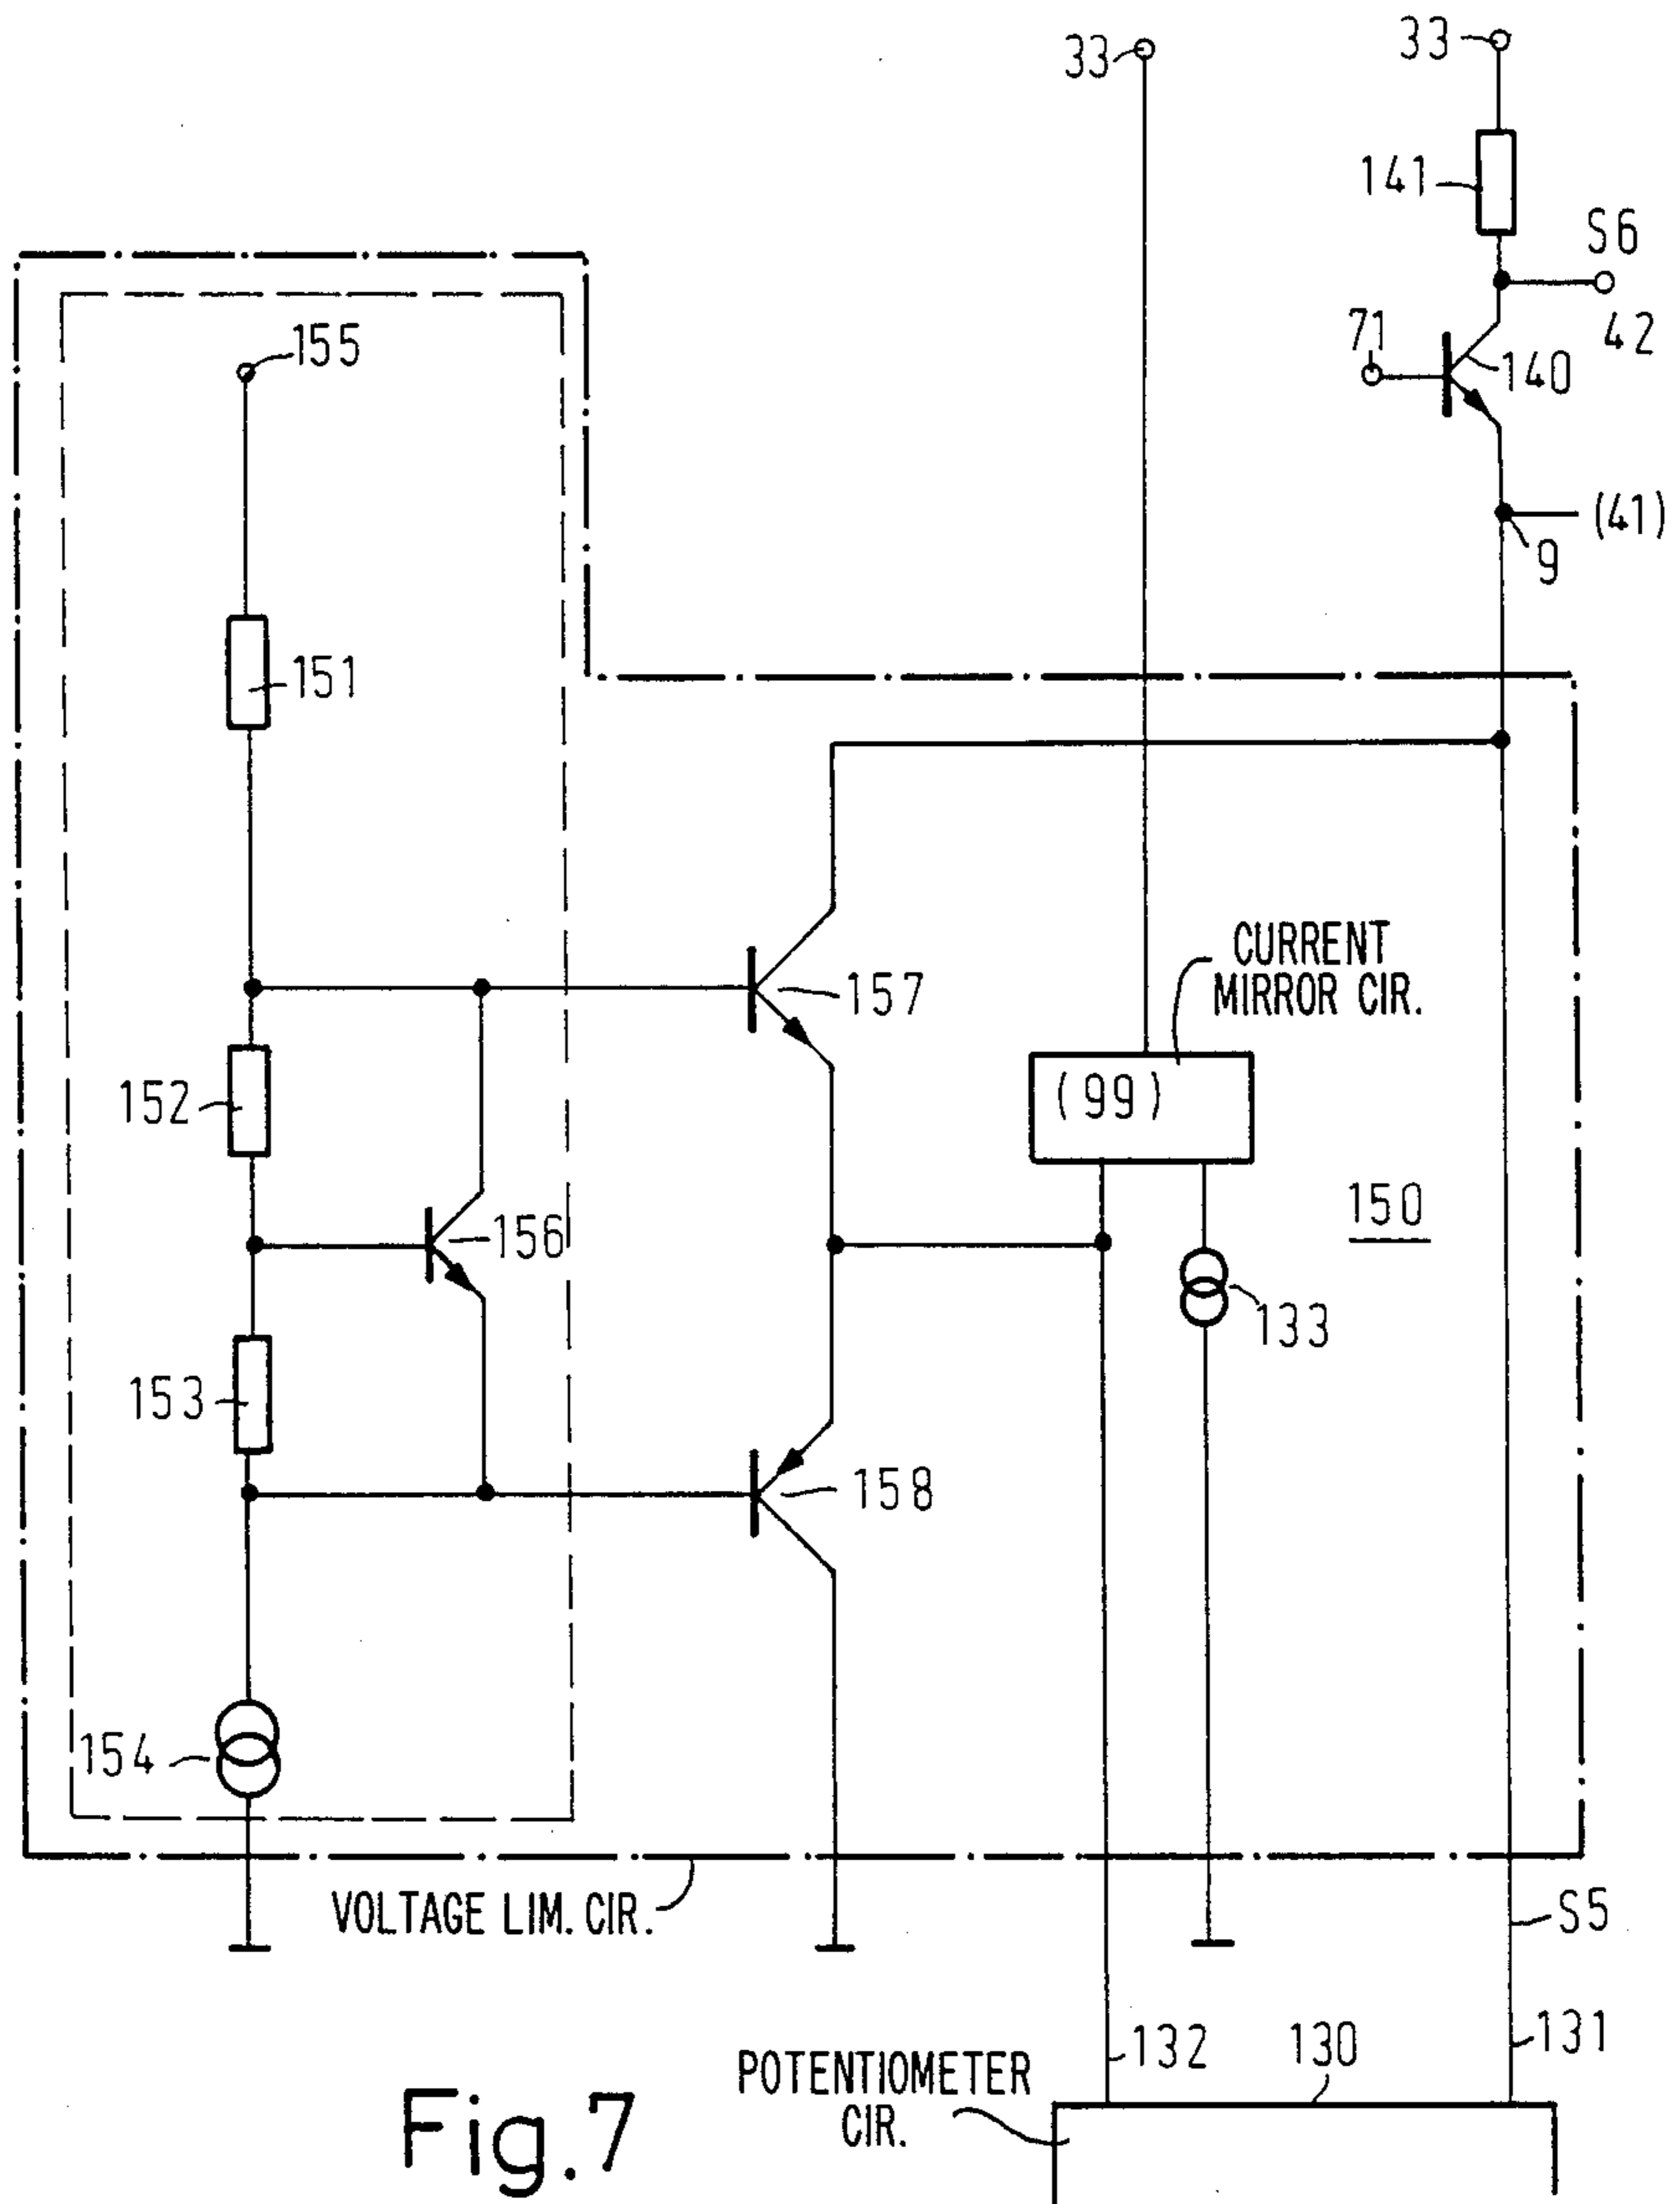 33
33
141
S6
42
71
140
155
(41)
9
151
CURRENT
MIRROR CIR.
157
(99)
152
150
156
133
153
158
154
VOLTAGE LIM. CIR.
S5
132
130
131
POTENTIOMETER
CIR.
Fig.7